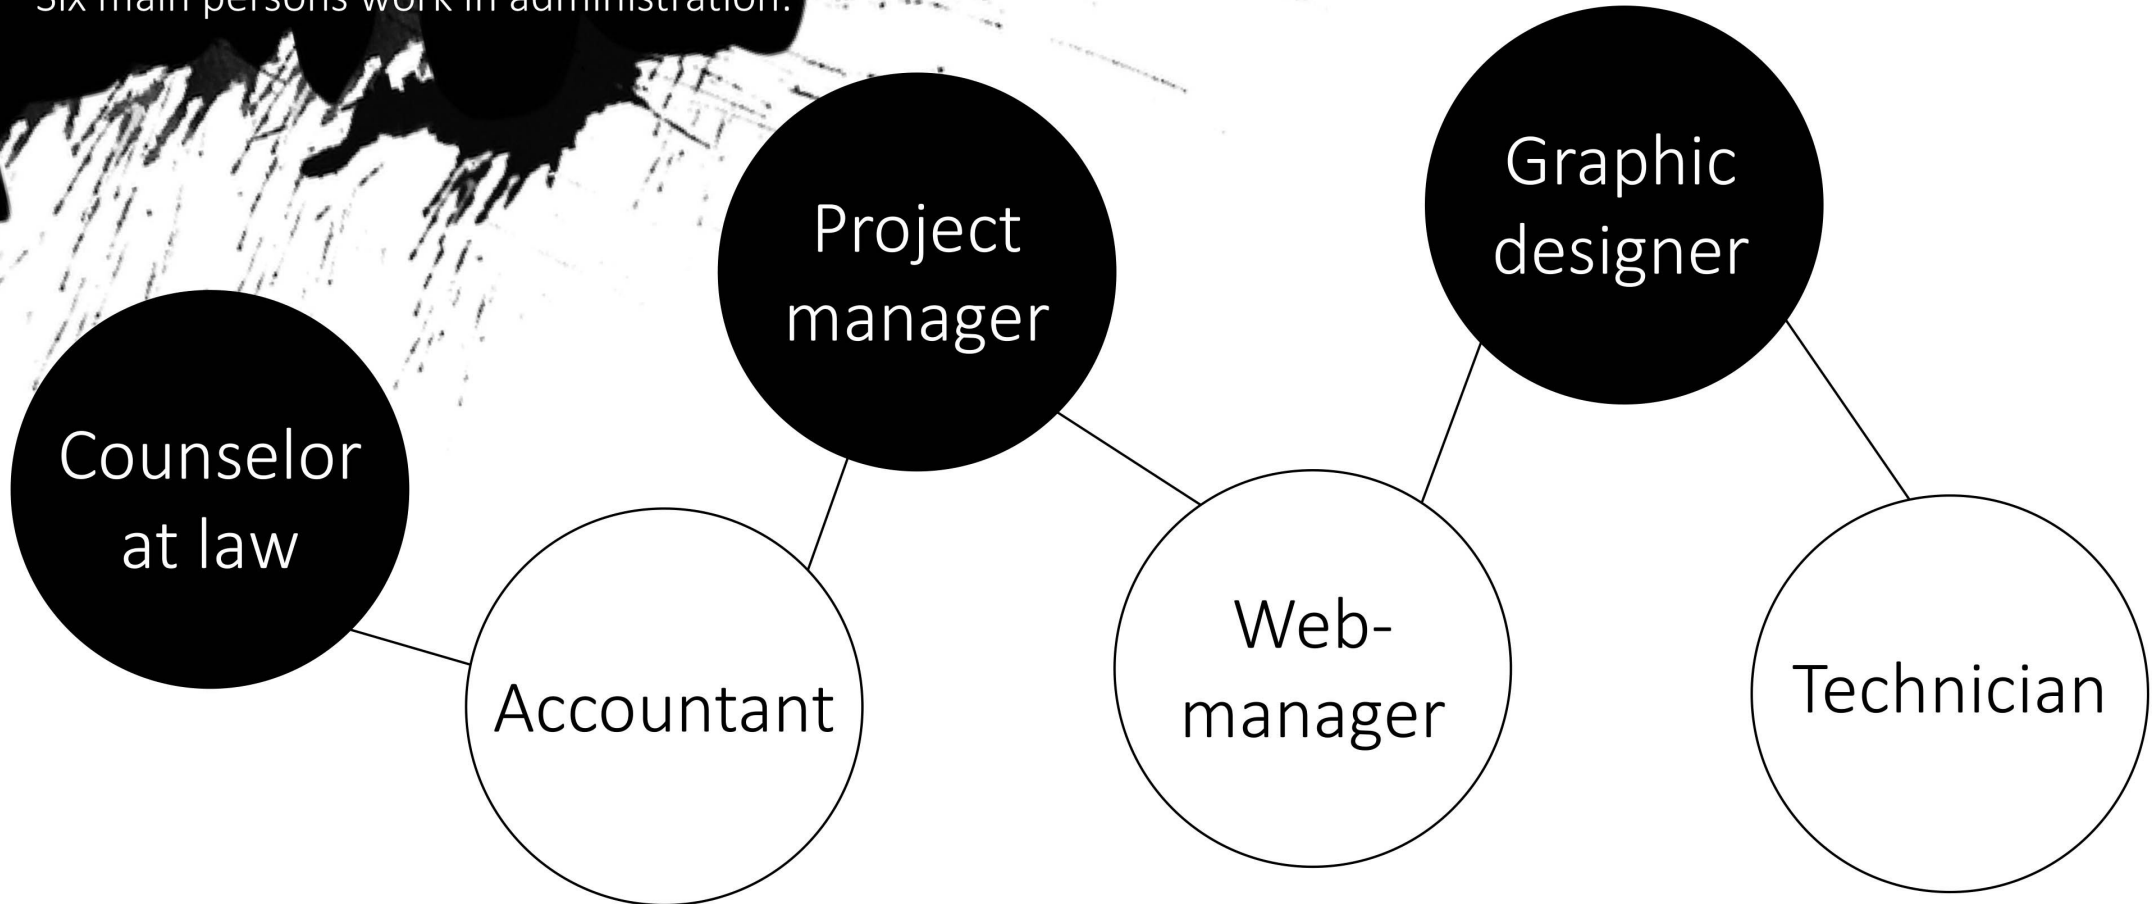 Six main persons work in administration:
Counselor
at law
Accountant
Project
manager
Web-
manager
Graphic
designer
Technician